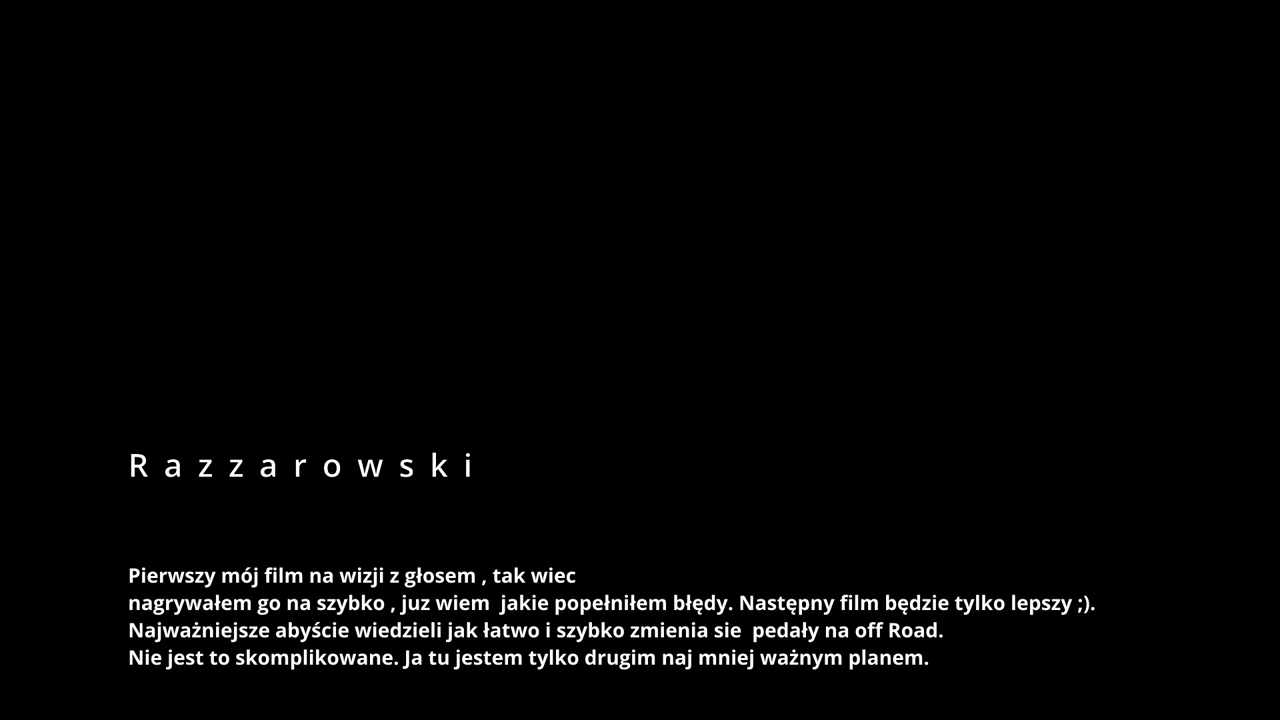 Razzarowski
Pierwszy mój film na wizji z głosem , tak wiec
nagrywałem go na szybko , juz wiem  jakie popełniłem błędy. Następny film będzie tylko lepszy ;).
Najważniejsze abyście wiedzieli jak łatwo i szybko zmienia sie  pedały na off Road.
Nie jest to skomplikowane. Ja tu jestem tylko drugim naj mniej ważnym planem.